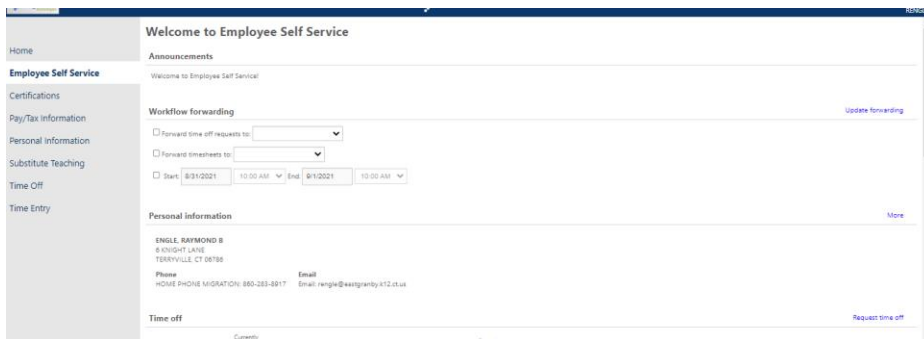 RENGL
Welcome to Employee Self Service
Home
Employee Self Service
Certifications
Pay/Tax Information
Personal Information
Substitute Teaching
Time Off
Time Entry
Announcements
Welcome to Employee Self Service!
Workflow forwarding
Update forwarding
Forward time off requests to:
Forward timesheets to:
Start: 8/31/2021 10:00 AM End: 9/1/2021 10:00 AM
Personal information
More
ENGLE, RAYMOND B
6 KNIGHT LANE
TERRYVILLE, CT 06786
Phone Email
HOME PHONE MIGRATION: 860-283-8917 Email: rengle@eastgranby.k12.ct.us
Time off
Request time off
Currently